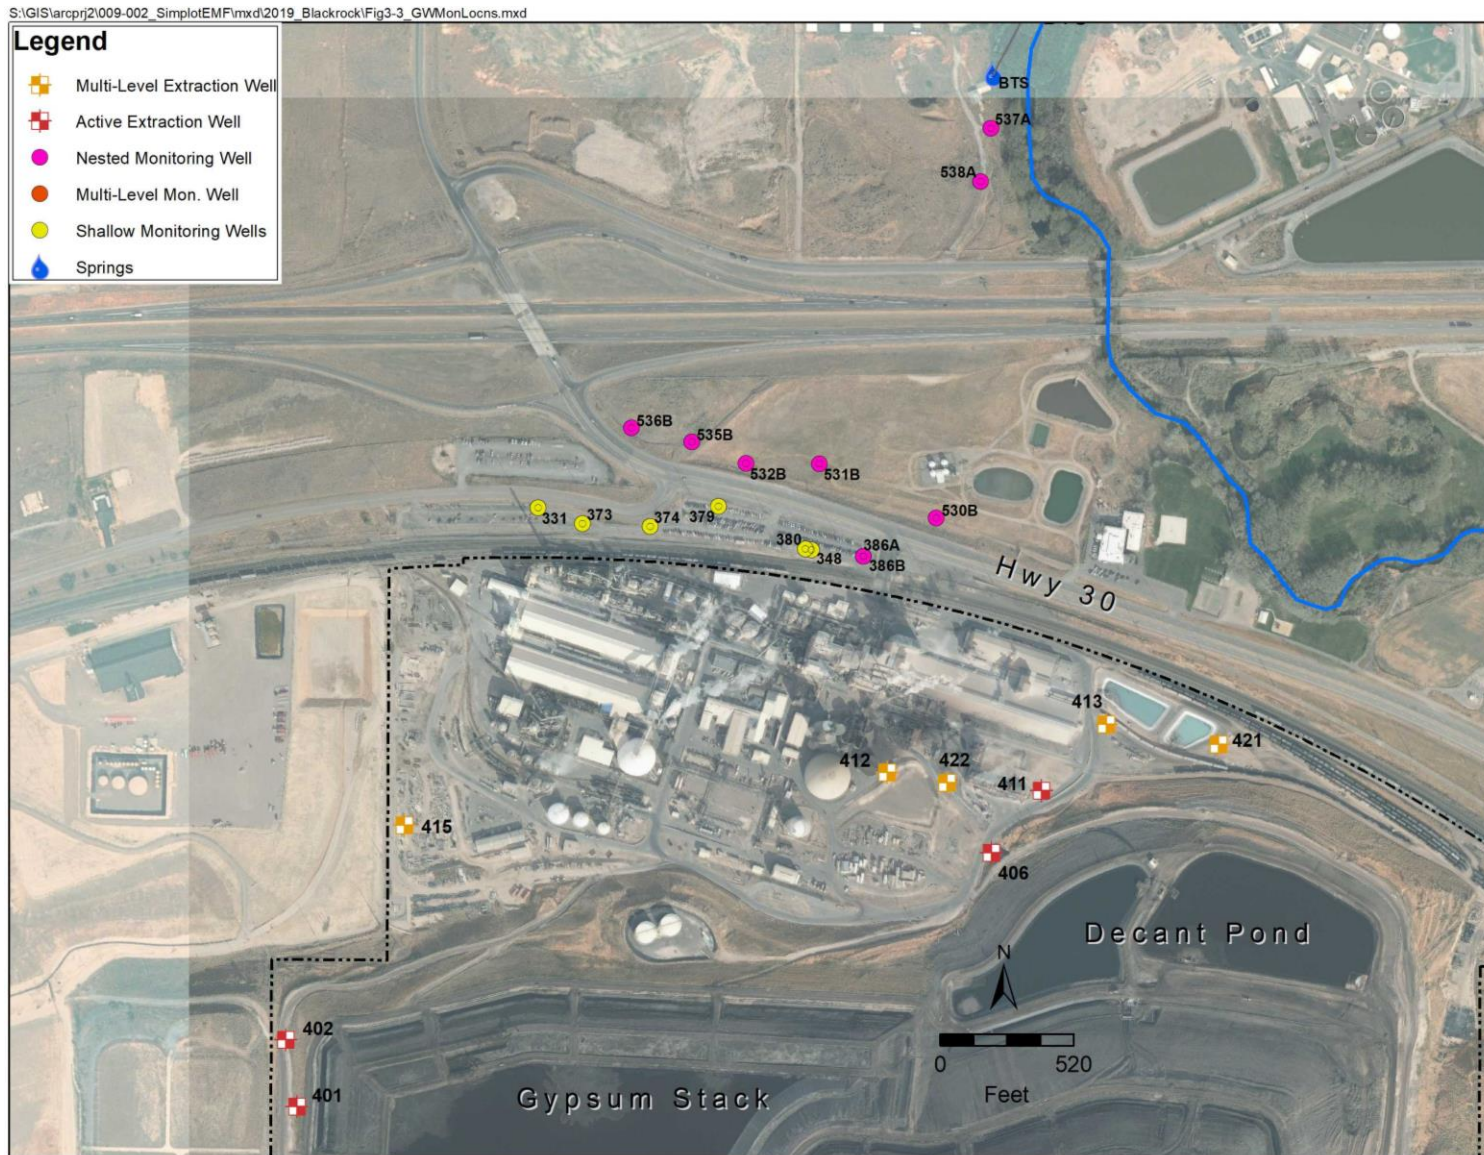 S:\GIS\arcprj2\009-002_SimplotEMF\mxd\2019_Blackrock\Fig3-3_GWMonLocns.mxd
Legend
Multi-Level Extraction Well
Active Extraction Well
Nested Monitoring Well
Multi-Level Mon. Well
Shallow Monitoring Wells
Springs
BTS
537A
538A
536B
535B
532B
531B
530B
331
373
374
379
380
348
386A
386B
Hwy 30
413
421
412
422
411
415
406
Decant Pond
N
402
0
520
Feet
401
Gypsum Stack